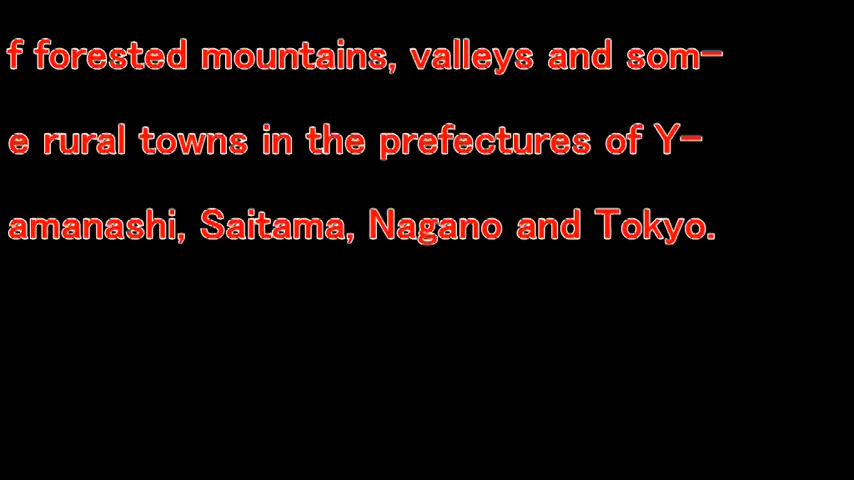 f forested mountains, valleys and som-
e rural towns in the prefectures of Y-
amanashi, Saitama, Nagano and Tokyo.